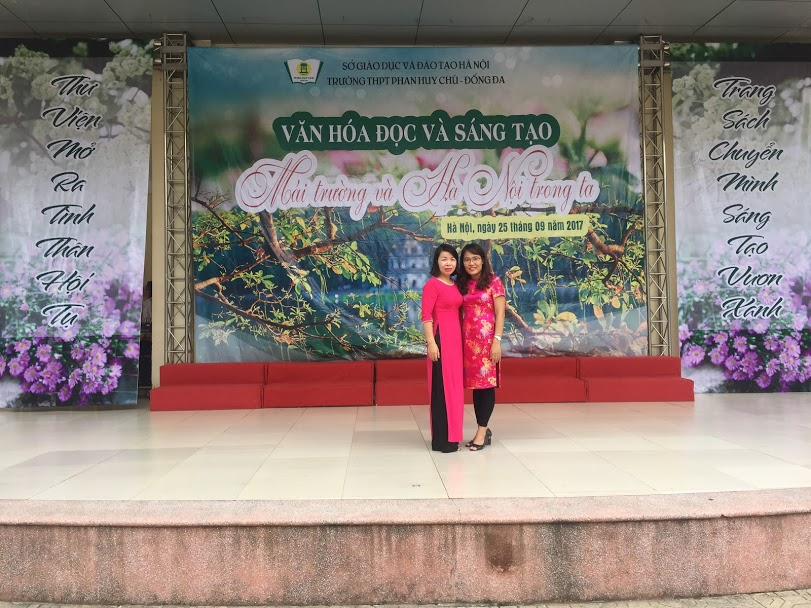 Thư
Viện
Mở
Ra
Tình
Thân
Hội
Tụ
SỞ GIÁO DỤC VÀ ĐÀO TẠO HÀ NỘI
TRƯỜNG THPT PHAN HUY CHÚ - ĐỐNG ĐA
VĂN HÓA ĐỌC VÀ SÁNG TẠO
Mái trường và Hà Nội trong ta
Hà Nội, ngày 25 tháng 09 năm 2017
Trang
Sách
Chuyển
Mình
Sáng
Tạo
Vươn
Xanh